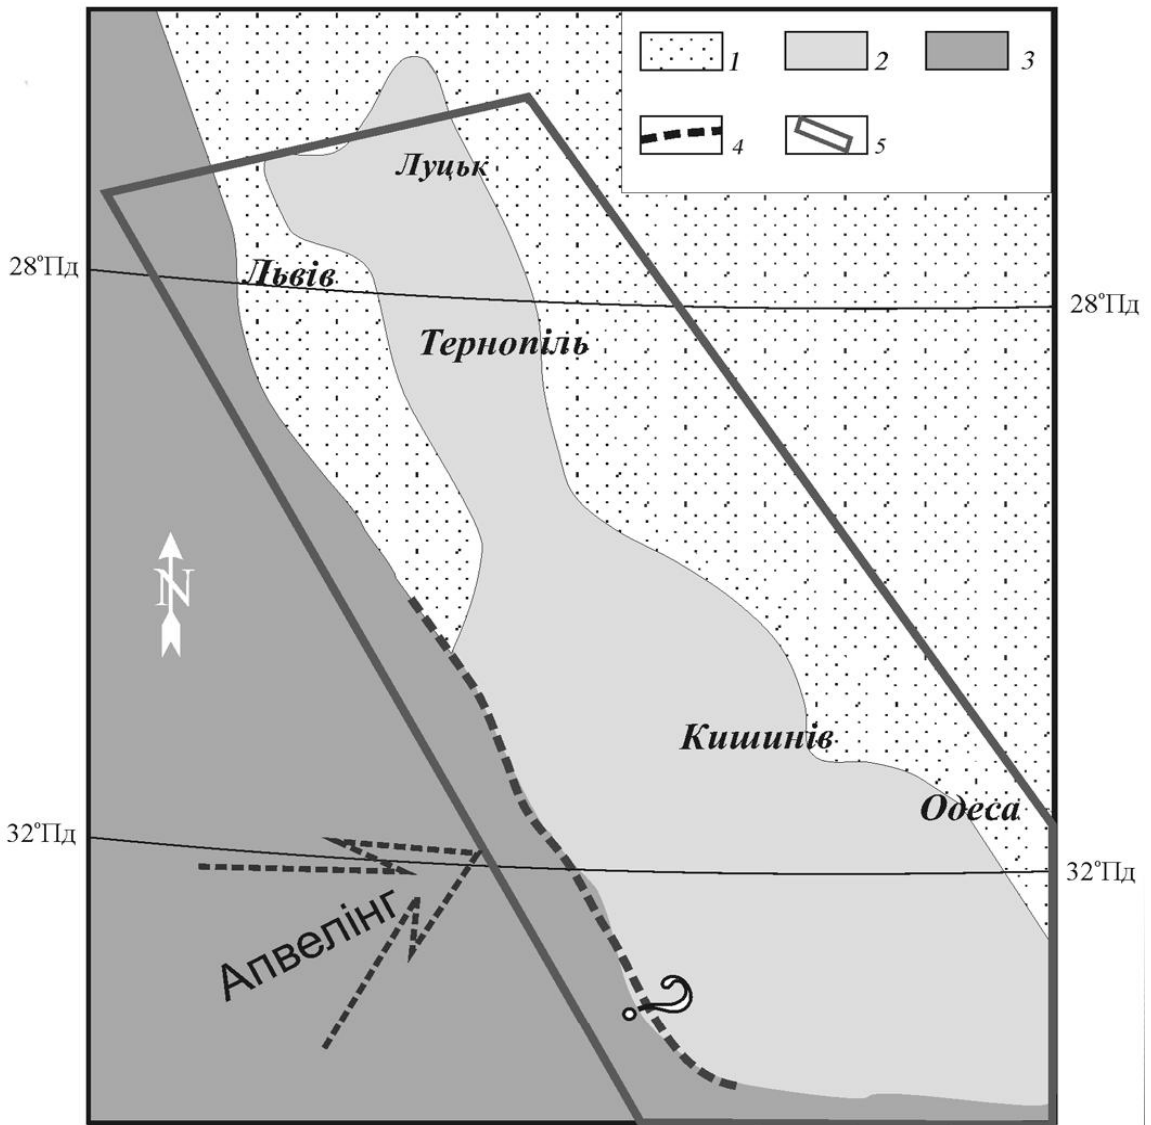 1
2
3
4
5
Луцьк
28°Пд
Львів
28°Пд
Тернопіль
N
Кишинів
Одеса
32°Пд
32°Пд
Апвелінг
?